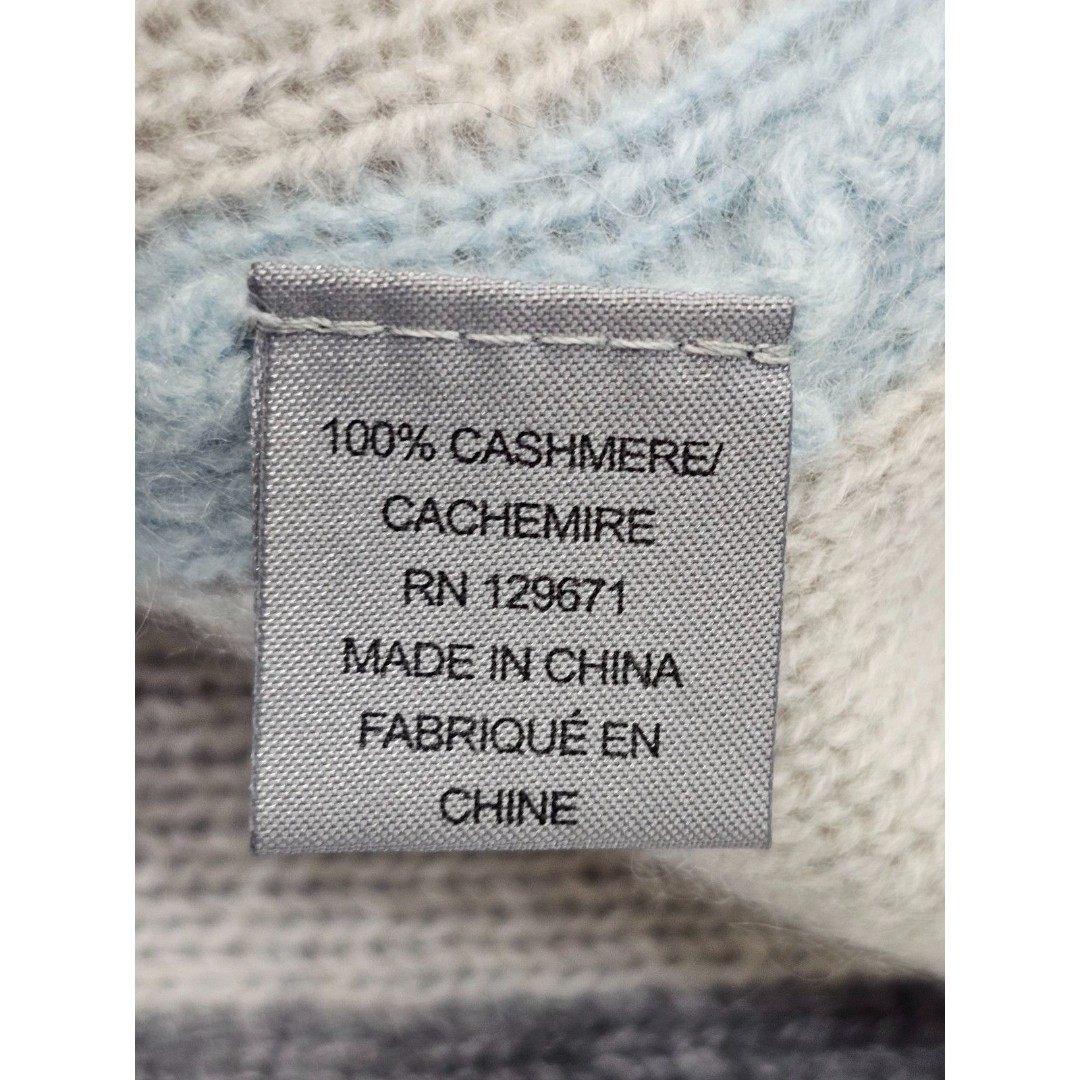 100% CASHMERE/
CACHEMIRE
RN 129671
MADE IN CHINA
FABRIQUÉ EN
CHINE